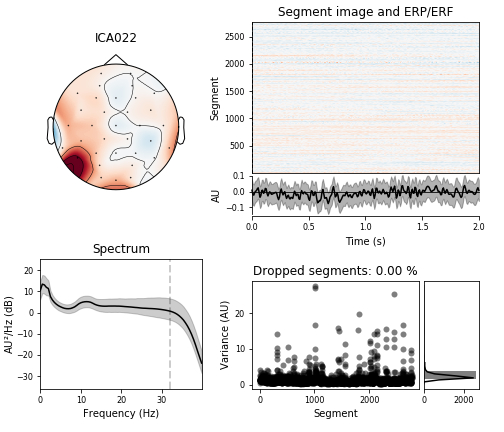 ICA022
Segment image and ERP/ERF
Segment
2500
2000
1500
1000
500
AU
0.1
0.0
−0.1
0.0 0.5 1.0 1.5 2.0
Time (s)
Spectrum
AU²/Hz (dB)
20
10
0
−10
−20
−30
0 10 20 30
Frequency (Hz)
Dropped segments: 0.00 %
Variance (AU)
20
10
0
0 1000 2000
Segment
0 2000